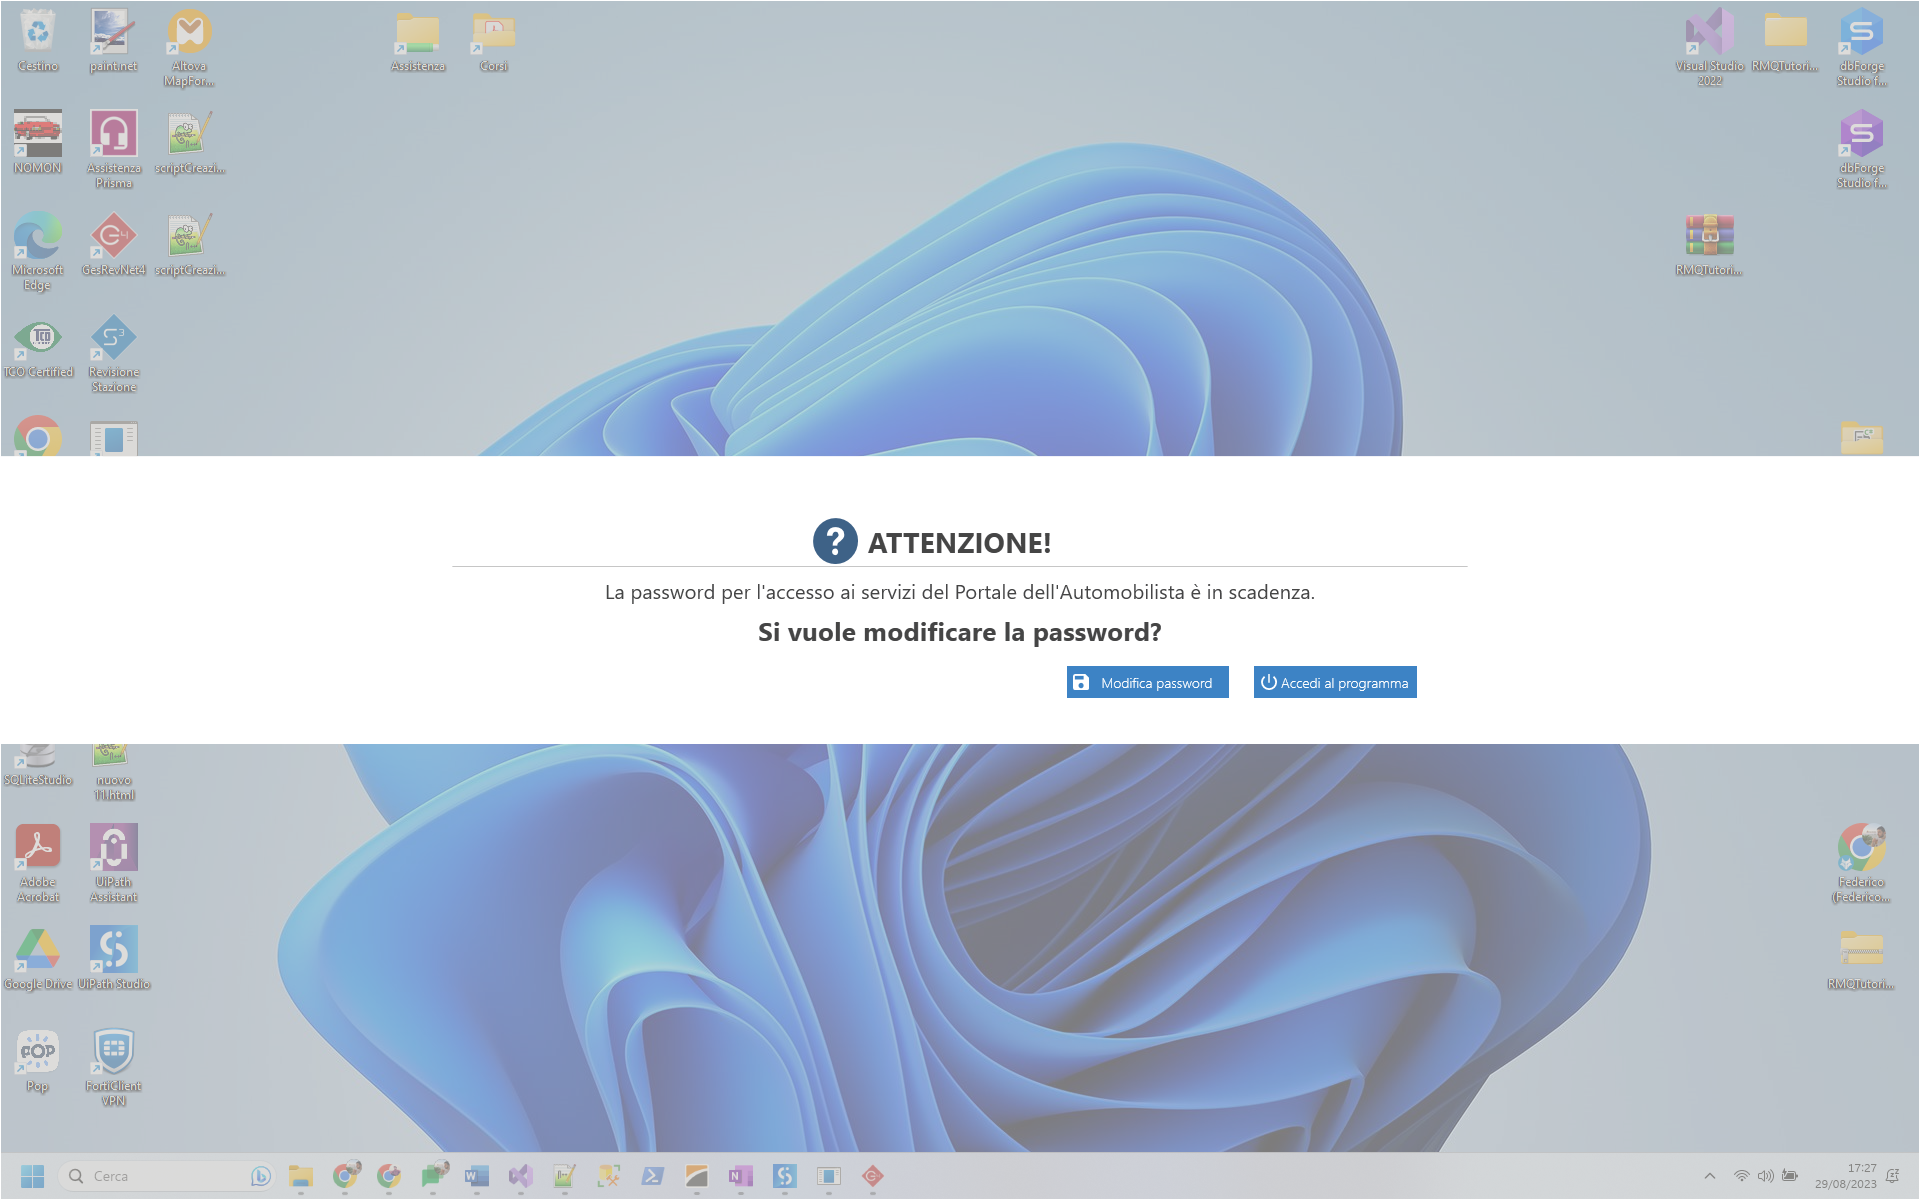 Cestino
paint.net
Altova
MapFor...
Assistenza
Corsi
Visual Studio
2022
RMQTutori...
dbForge
Studio f...
NOMON
Assistenza
Prisma
scriptCreazi...
dbForge
Studio f...
Microsoft
Edge
GesRevNet4
scriptCreazi...
RMQTutori...
TCO Certified
Revisione
Stazione
ATTENZIONE!
La password per l'accesso ai servizi del Portale dell'Automobilista è in scadenza.
Si vuole modificare la password?
Modifica password
Accedi al programma
SQLiteStudio
nuovo
11.html
Adobe
Acrobat
UiPath
Assistant
Federico
(Federico...
Google Drive
UiPath Studio
RMQTutori...
POP
Pop
FortiClient
VPN
Cerca
17:27
29/08/2023